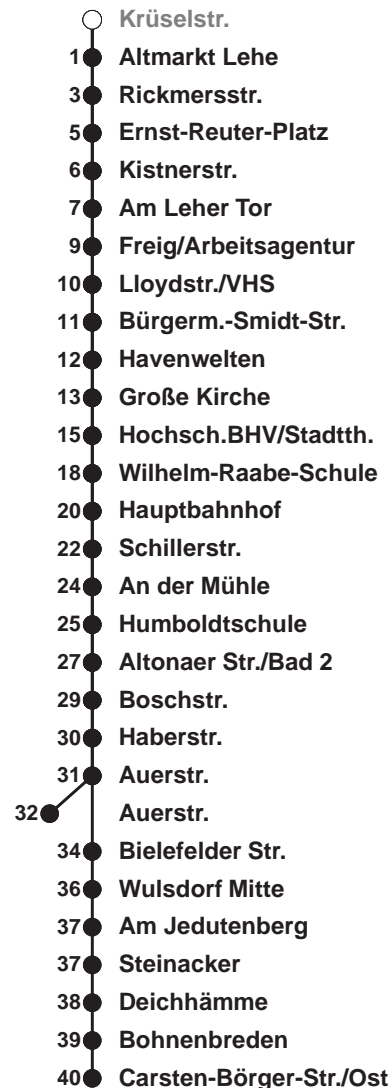 Krüselstr.
1 Altmarkt Lehe
3 Rickmersstr.
5 Ernst-Reuter-Platz
6 Kistnerstr.
7 Am Leher Tor
9 Freig/Arbeitsagentur
10 Lloydstr./VHS
11 Bürgerm.-Smidt-Str.
12 Havenwelten
13 Große Kirche
15 Hochsch.BHV/Stadtth.
18 Wilhelm-Raabe-Schule
20 Hauptbahnhof
22 Schillerstr.
24 An der Mühle
25 Humboldtschule
27 Altonaer Str./Bad 2
29 Boschstr.
30 Haberstr.
31 Auerstr.
32 Auerstr.
34 Bielefelder Str.
36 Wulsdorf Mitte
37 Am Jedutenberg
37 Steinacker
38 Deichhämme
39 Bohnenbreden
40 Carsten-Börger-Str./Ost